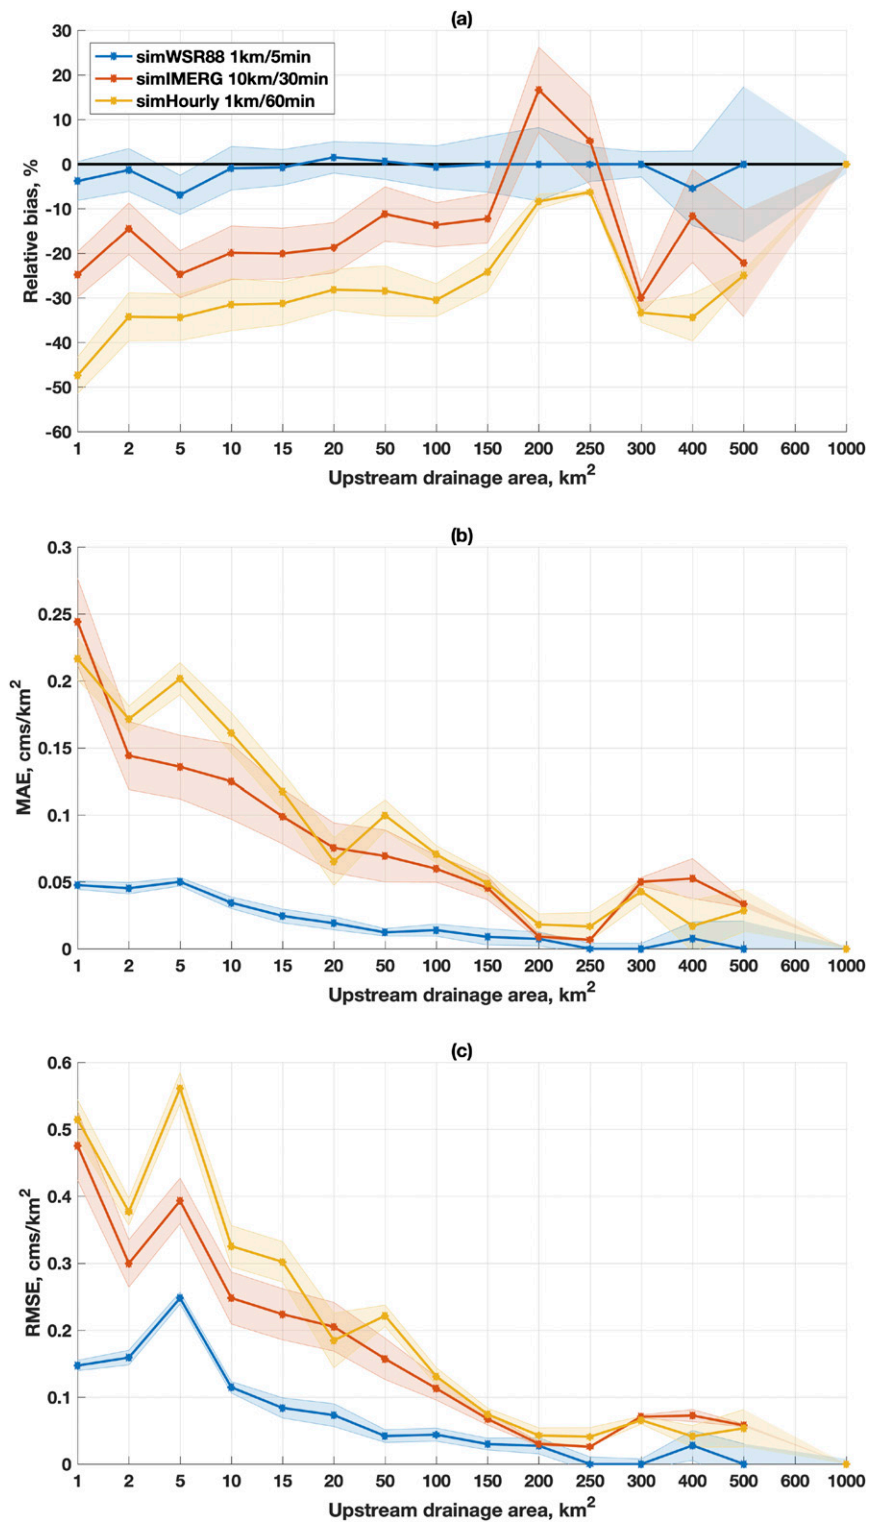 (a)
30
20
10
0
-10
-20
-30
-40
-50
-60
Relative bias, %
simWSR88 1km/5min
simIMERG 10km/30min
simHourly 1km/60min
1 2 5 10 15 20 50 100 150 200 250 300 400 500 600 1000
Upstream drainage area, km²
(b)
0.3
0.25
0.2
0.15
0.1
0.05
0
MAE, cms/km²
1 2 5 10 15 20 50 100 150 200 250 300 400 500 600 1000
Upstream drainage area, km²
(c)
0.6
0.5
0.4
0.3
0.2
0.1
0
RMSE, cms/km²
1 2 5 10 15 20 50 100 150 200 250 300 400 500 600 1000
Upstream drainage area, km²